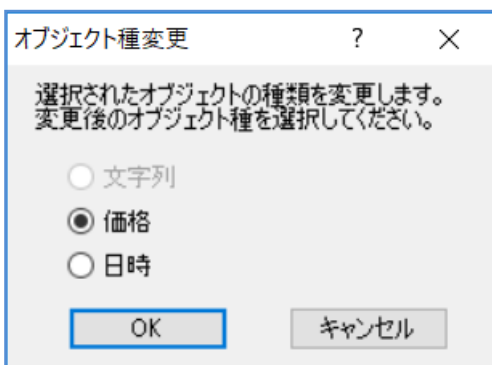 オブジェクト種変更 ?
選択されたオブジェクトの種類を変更します。
変更後のオブジェクト種を選択してください。
文字列
価格
日時
OK キャンセル